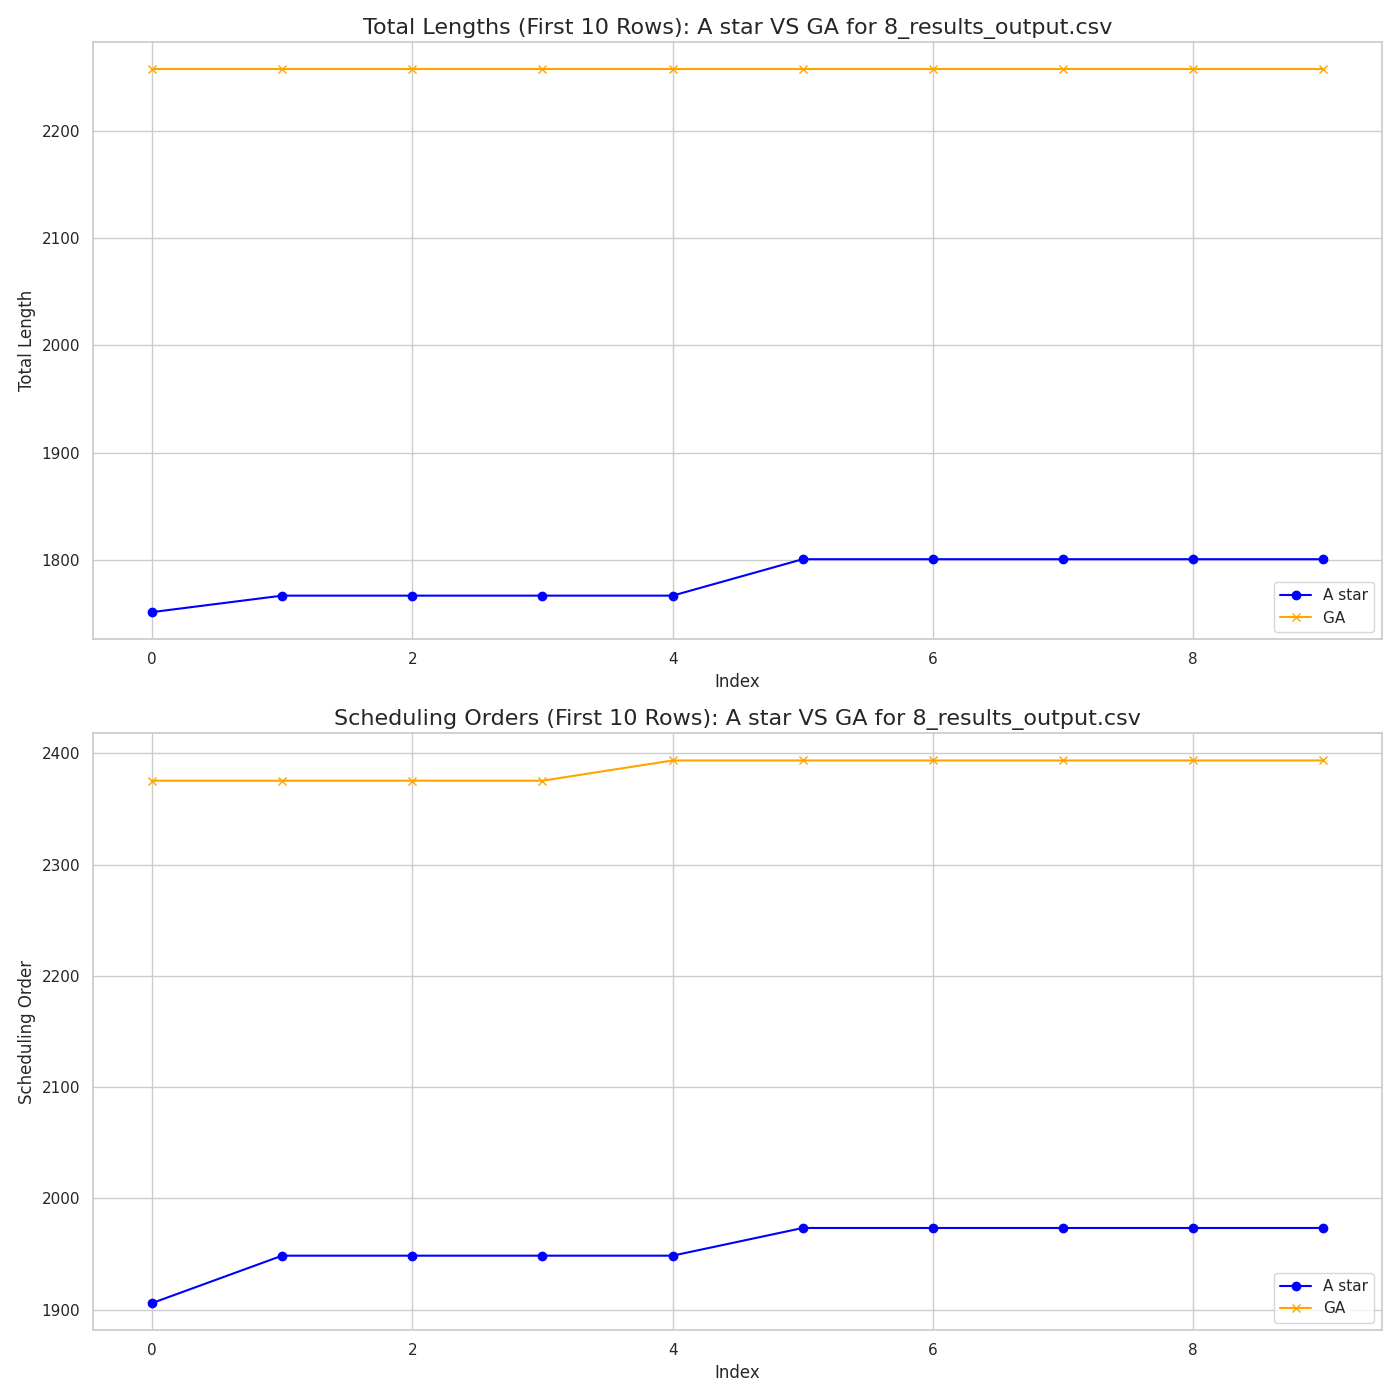 Total Lengths (First 10 Rows): A star VS GA for 8_results_output.csv
2200
2100
2000
1900
1800
Total Length
A star
GA
0 2 4 6 8
Index
Scheduling Orders (First 10 Rows): A star VS GA for 8_results_output.csv
2400
2300
2200
2100
2000
1900
Scheduling Order
A star
GA
0 2 4 6 8
Index